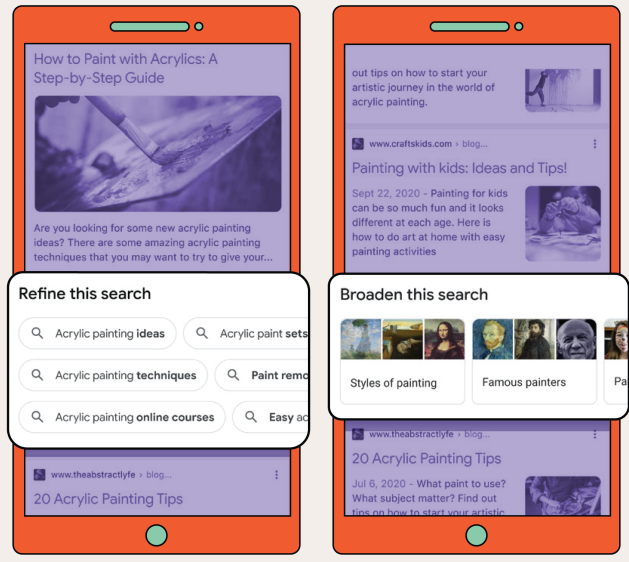 How to Paint with Acrylics: A
Step-by-Step Guide
Are you looking for some new acrylic painting
ideas? There are some amazing acrylic painting
techniques that you may want to try to give your...
Refine this search
Acrylic painting ideas
Acrylic paint sets
Acrylic painting techniques
Paint remo
Acrylic painting online courses
Easy ac
www.theabstractlyfe › blog...
20 Acrylic Painting Tips
out tips on how to start your
artistic journey in the world of
acrylic painting.
www.craftskids.com › blog...
Painting with kids: Ideas and Tips!
Sept 22, 2020 - Painting for kids
can be so much fun and it looks
different at each age. Here is
how to do art at home with easy
painting activities
Broaden this search
Styles of painting
Famous painters
Pa
www.theabstractlyfe › blog...
20 Acrylic Painting Tips
Jul 6, 2020 - What paint to use?
What subject matter? Find out
tips on how to start your artistic